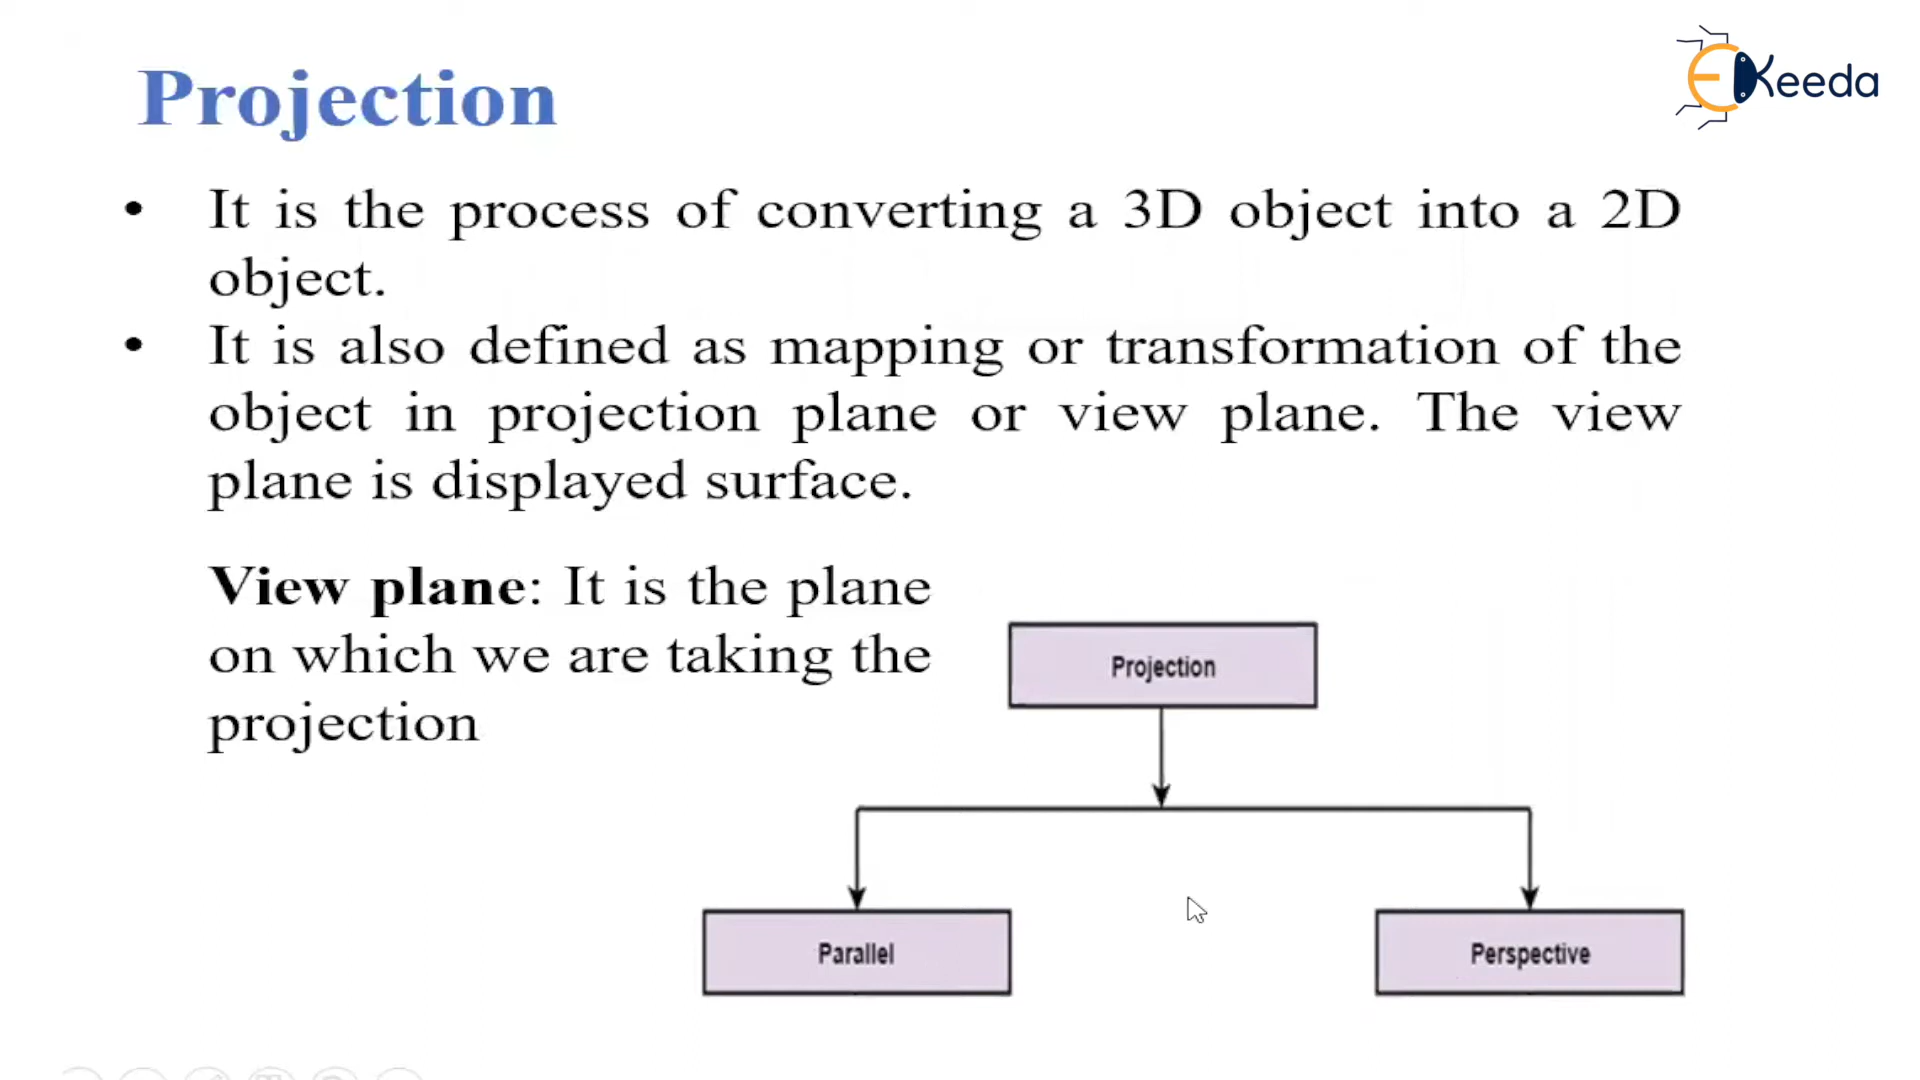 Projection
EKeeda
• It is the process of converting a 3D object into a 2D
object.
• It is also defined as mapping or transformation of the
object in projection plane or view plane. The view
plane is displayed surface.
View plane: It is the plane
on which we are taking the
projection
Projection
Parallel
Perspective